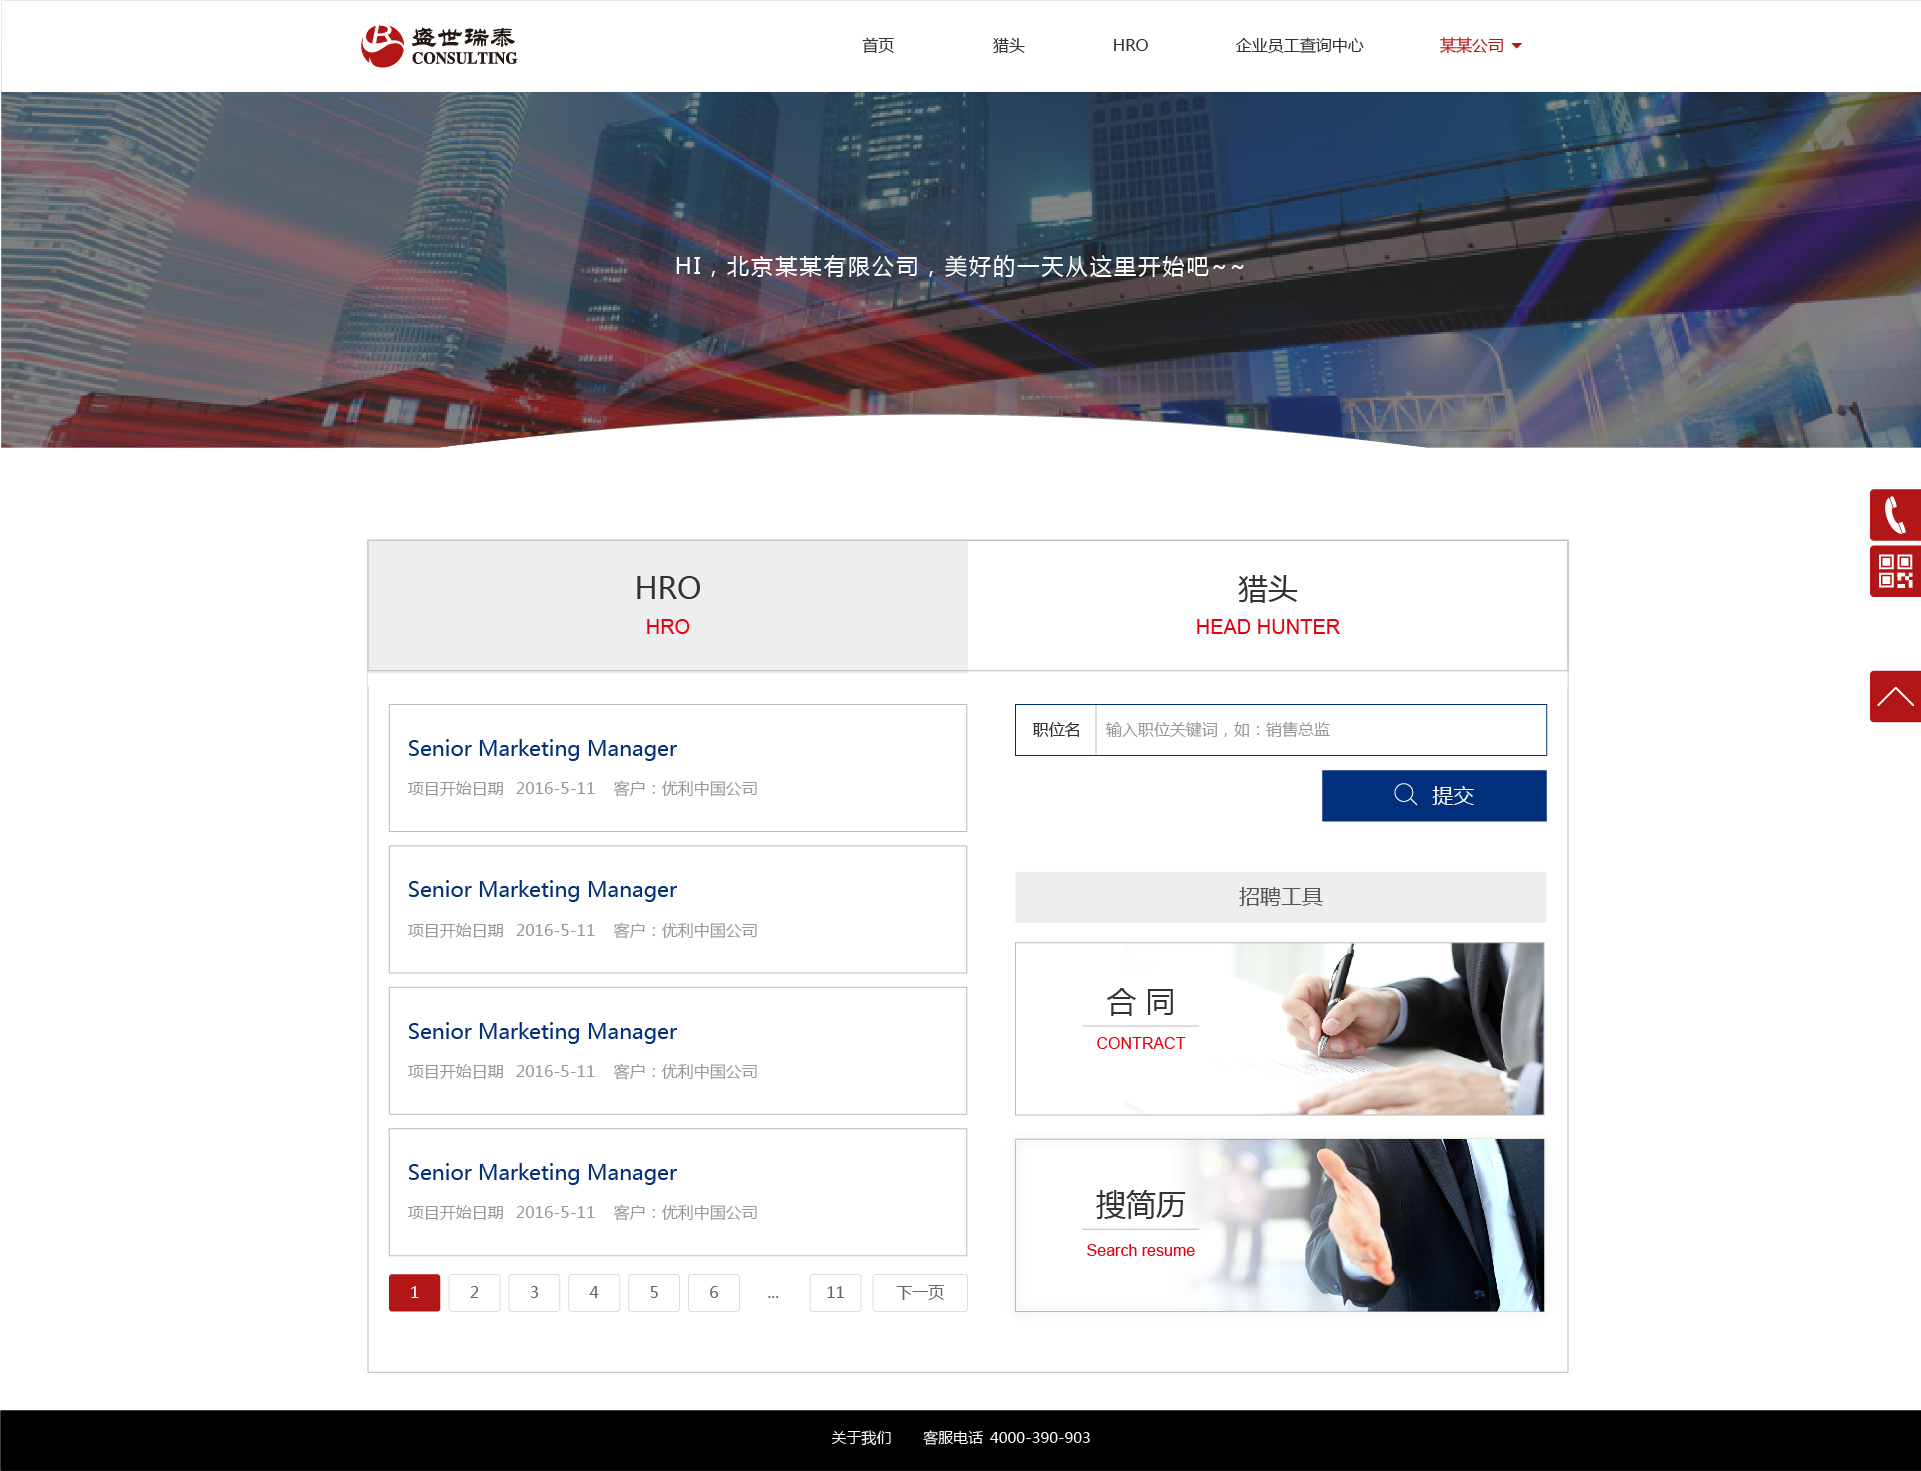 盛世瑞泰
CONSULTING
首页
猎头
HRO
企业员工查询中心
某某公司
HI，北京某某有限公司，美好的一天从这里开始吧~~
HRO
HRO
猎头
HEAD HUNTER
Senior Marketing Manager
项目开始日期 2016-5-11 客户：优利中国公司
Senior Marketing Manager
项目开始日期 2016-5-11 客户：优利中国公司
Senior Marketing Manager
项目开始日期 2016-5-11 客户：优利中国公司
Senior Marketing Manager
项目开始日期 2016-5-11 客户：优利中国公司
1 2 3 4 5 6 ... 11 下一页
职位名 输入职位关键词，如：销售总监
提交
招聘工具
合 同
CONTRACT
搜简历
Search resume
关于我们 客服电话 4000-390-903